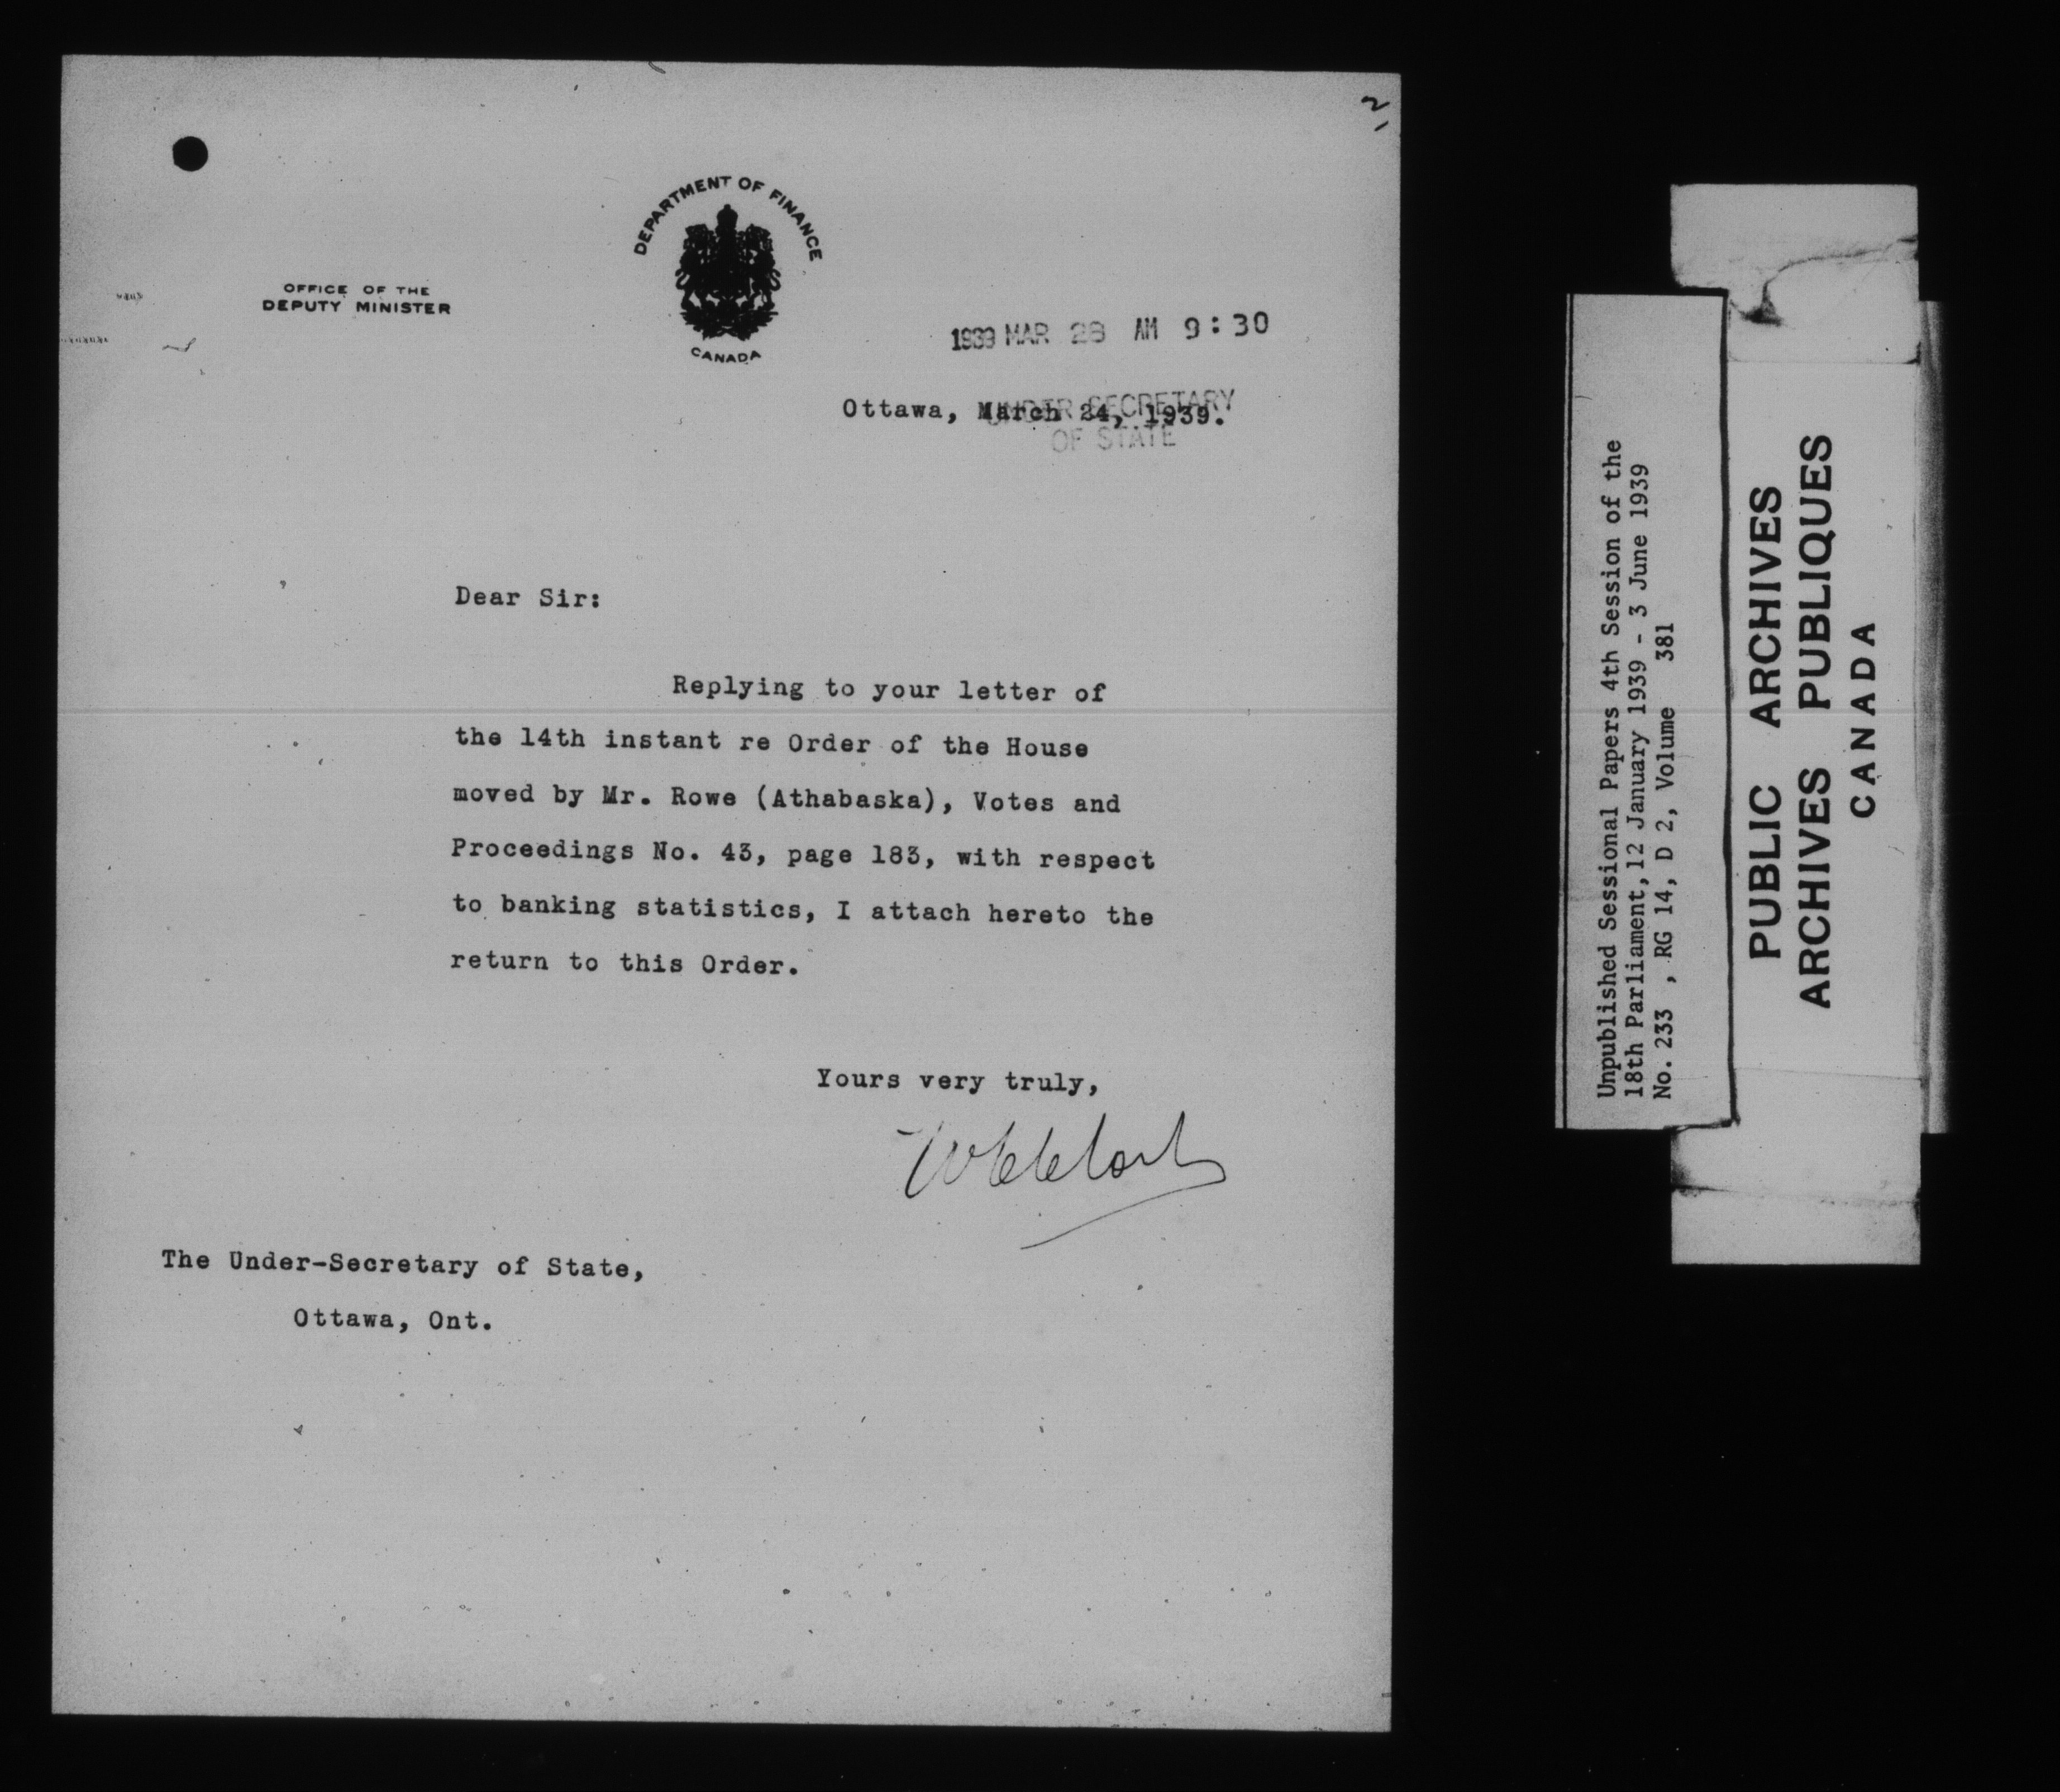 2
DEPARTMENT OF FINANCE
CANADA
OFFICE OF THE
DEPUTY MINISTER
1939 MAR 28 AM 9:30
Ottawa, March 24, 1939.
UNDER SECRETARY
OF STATE
Dear Sir:
Replying to your letter of
the 14th instant re Order of the House
moved by Mr. Rowe (Athabaska), Votes and
Proceedings No. 43, page 183, with respect
to banking statistics, I attach hereto the
return to this Order.
Yours very truly,
The Under-Secretary of State,
Ottawa, Ont.
Unpublished Sessional Papers 4th Session of the
18th Parliament, 12 January 1939 - 3 June 1939
No. 233 , RG 14, D 2, Volume 381
PUBLIC ARCHIVES
ARCHIVES PUBLIQUES
CANADA